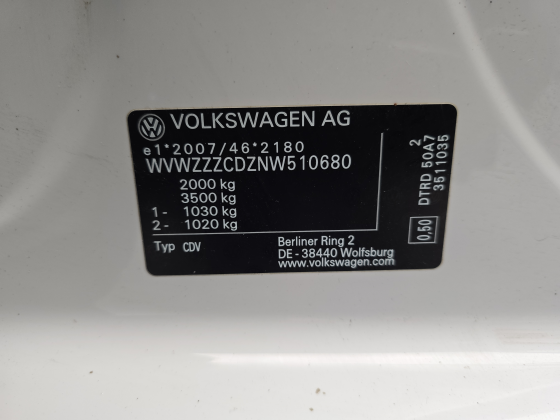 VOLKSWAGEN AG
e1*2007/46*2180
WVWZZZCDZNW510680
2000 kg
3500 kg
1- 1030 kg
2- 1020 kg
Typ CDV
Berliner Ring 2
DE - 38440 Wolfsburg
www.volkswagen.com
2
DTRD 50A7
3511035
0,50